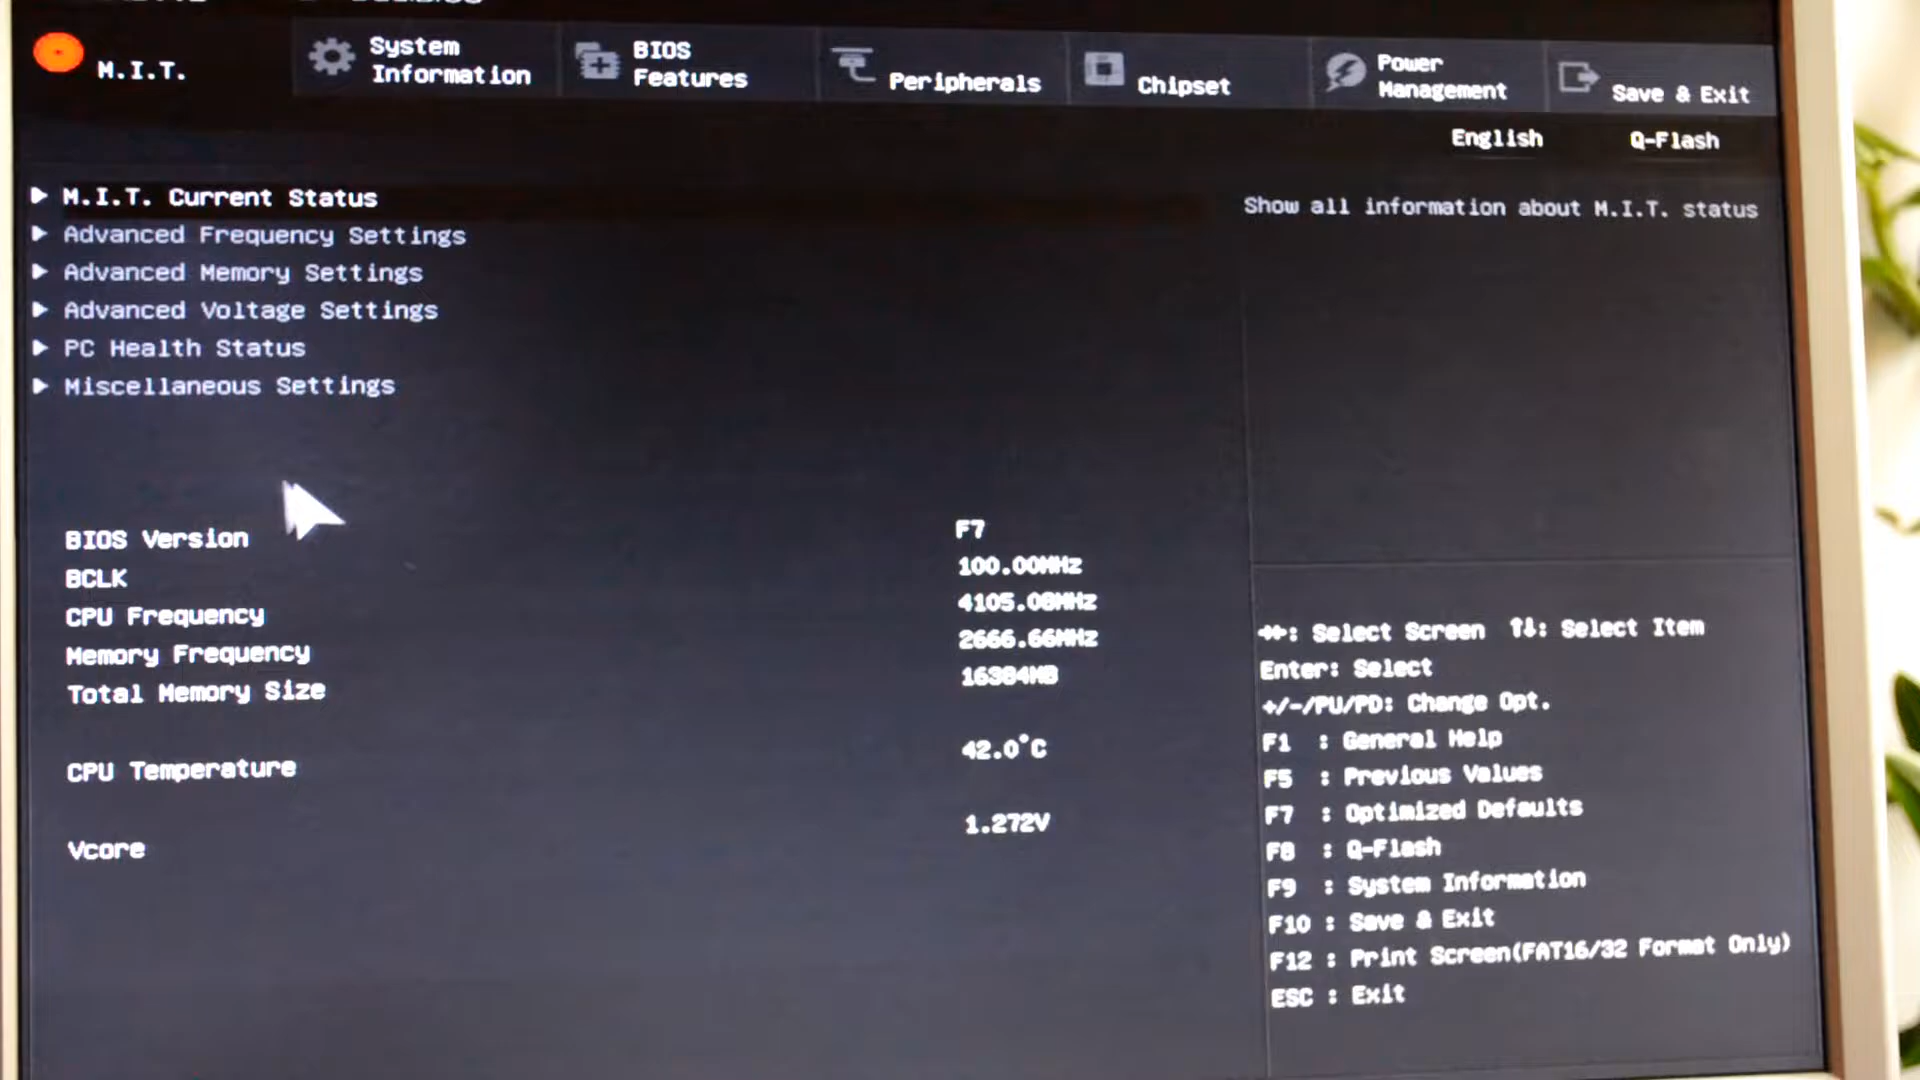 M.I.T.
System Information
BIOS Features
Peripherals
Chipset
Power Management
Save & Exit
English
Q-Flash
M.I.T. Current Status
Advanced Frequency Settings
Advanced Memory Settings
Advanced Voltage Settings
PC Health Status
Miscellaneous Settings
Show all information about M.I.T. status
BIOS Version F7
BCLK 100.00MHz
CPU Frequency 4105.08MHz
Memory Frequency 2666.66MHz
Total Memory Size 16384MB
CPU Temperature 42.0°C
Vcore 1.272V
→←: Select Screen ↑↓: Select Item
Enter: Select
+/-/PU/PD: Change Opt.
F1 : General Help
F5 : Previous Values
F7 : Optimized Defaults
F8 : Q-Flash
F9 : System Information
F10 : Save & Exit
F12 : Print Screen(FAT16/32 Format Only)
ESC : Exit